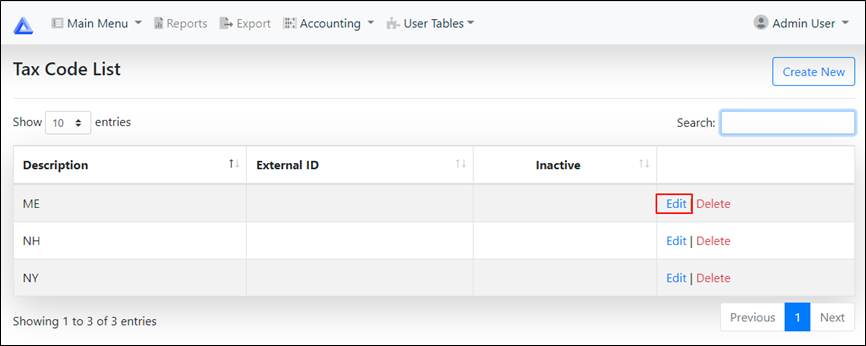 Main Menu Reports Export Accounting User Tables Admin User
Tax Code List Create New
Show 10 entries Search:
Description External ID Inactive
ME Edit | Delete
NH Edit | Delete
NY Edit | Delete
Showing 1 to 3 of 3 entries Previous 1 Next